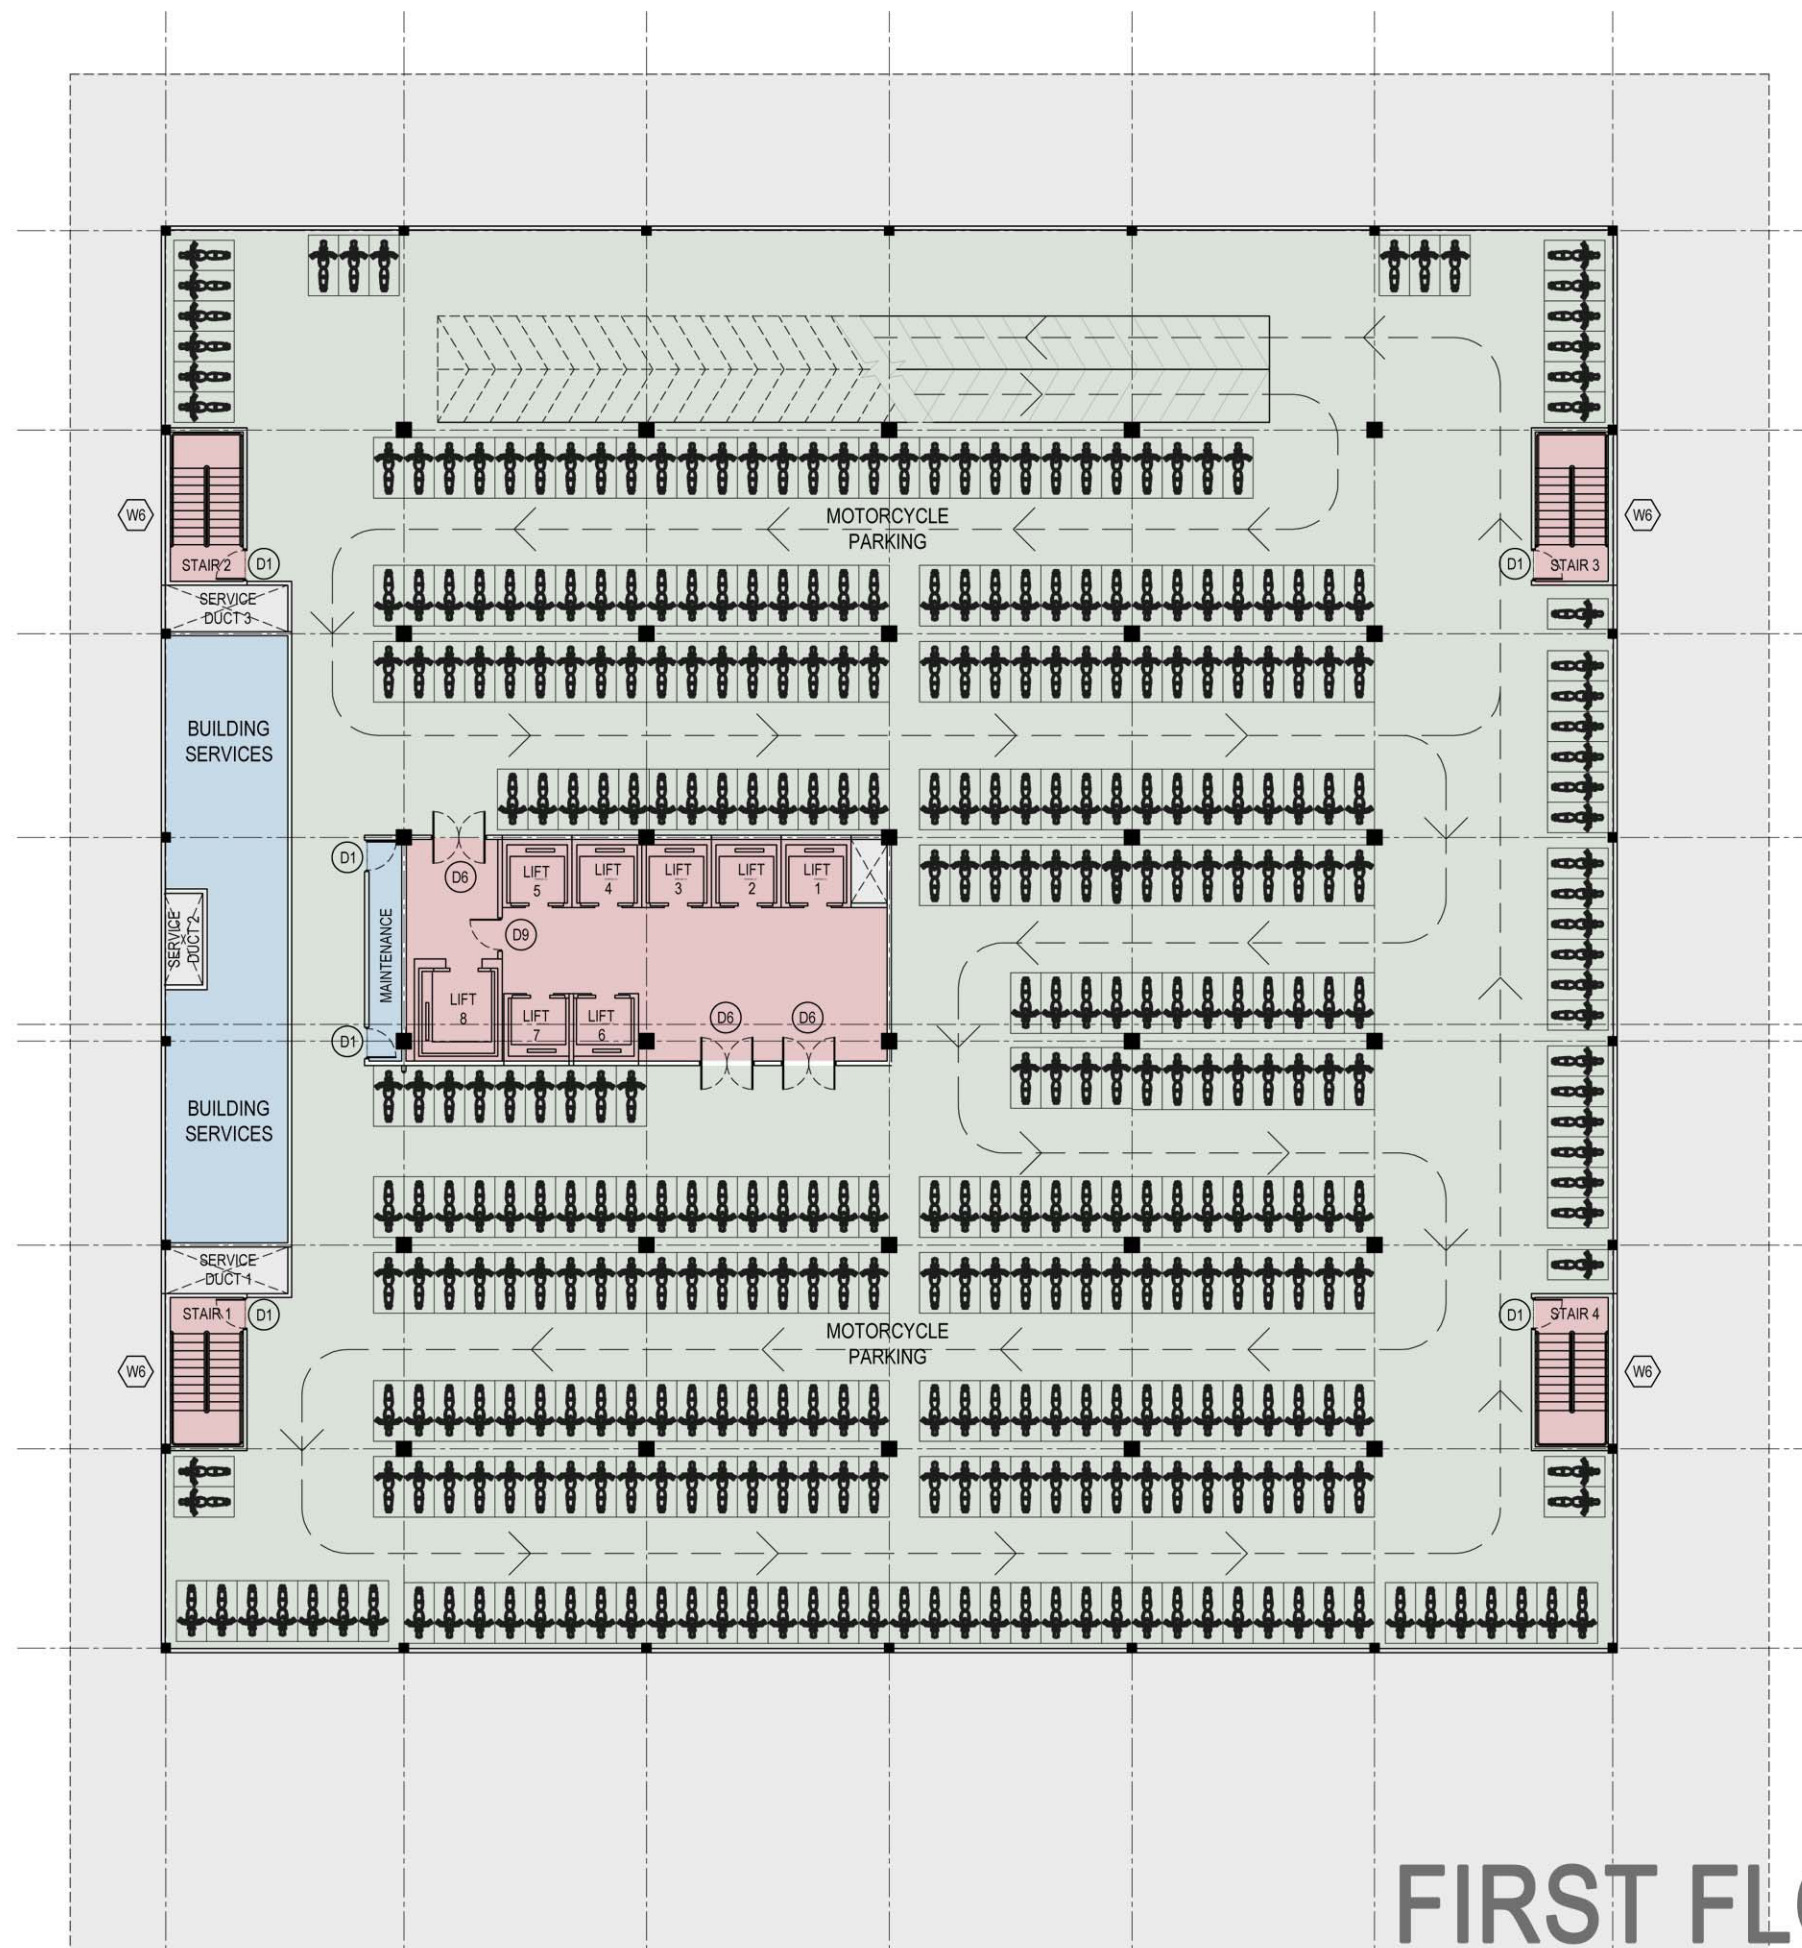 MOTORCYCLE
PARKING
W6
W6
STAIR 2
D1
D1
STAIR 3
SERVICE
DUCT 3
BUILDING
SERVICES
D1
D6
LIFT
5
LIFT
4
LIFT
3
LIFT
2
LIFT
1
SERVICE
DUCT 2
MAINTENANCE
D9
LIFT
8
LIFT
7
LIFT
6
D6
D6
D1
BUILDING
SERVICES
SERVICE
DUCT 1
STAIR 1
D1
D1
STAIR 4
MOTORCYCLE
PARKING
W6
W6
FIRST FLO